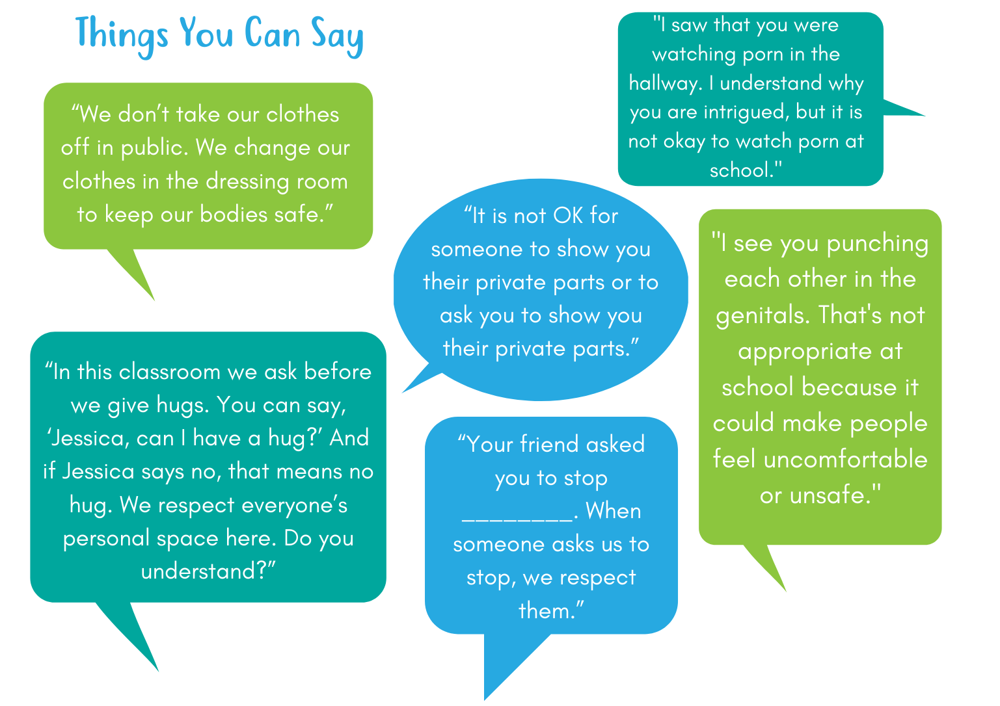 Things You Can Say
“We don’t take our clothes
off in public. We change our
clothes in the dressing room
to keep our bodies safe.”
“In this classroom we ask before
we give hugs. You can say,
‘Jessica, can I have a hug?’ And
if Jessica says no, that means no
hug. We respect everyone’s
personal space here. Do you
understand?”
“It is not OK for
someone to show you
their private parts or to
ask you to show you
their private parts.”
“Your friend asked
you to stop
________. When
someone asks us to
stop, we respect
them.”
"I saw that you were
watching porn in the
hallway. I understand why
you are intrigued, but it is
not okay to watch porn at
school."
"I see you punching
each other in the
genitals. That's not
appropriate at
school because it
could make people
feel uncomfortable
or unsafe."